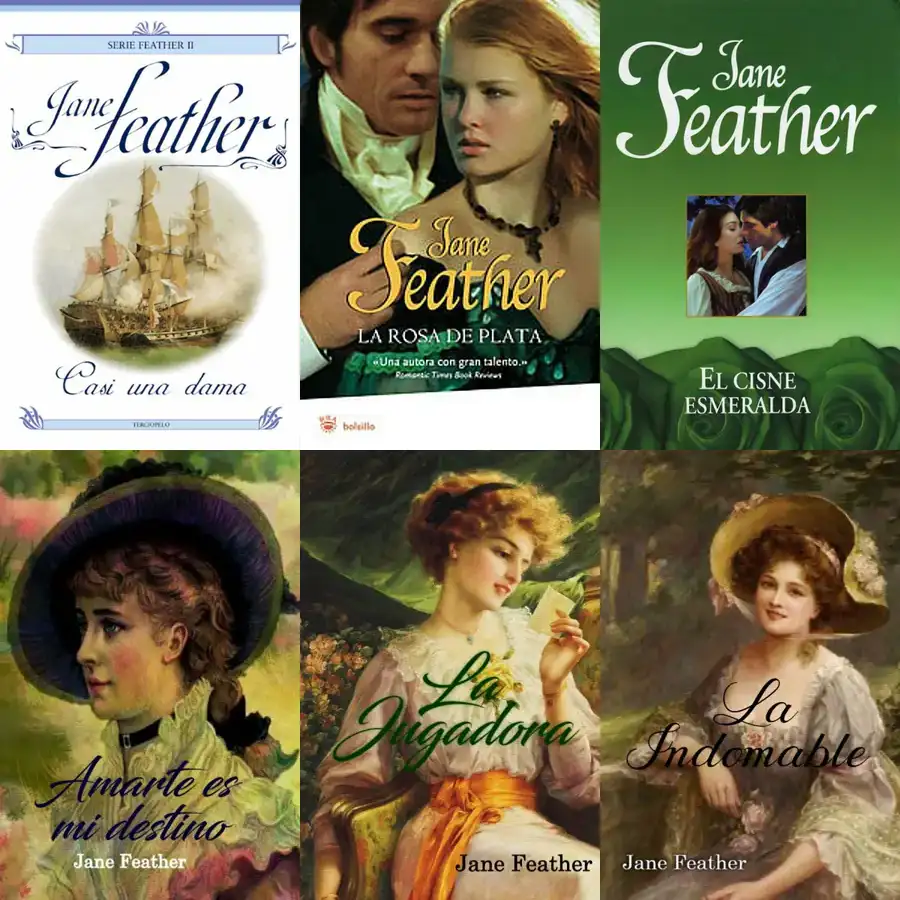 SERIE FEATHER II
Jane
feather
Casi una dama
TERCIOPELO
Jane
Feather
LA ROSA DE PLATA
«Una autora con gran talento.»
Romantic Times Book Reviews
RBA
bolsillo
Jane
Feather
EL CISNE
ESMERALDA
Amarte es
mi destino
Jane Feather
La
Jugadora
Jane Feather
La
Indomable
Jane Feather